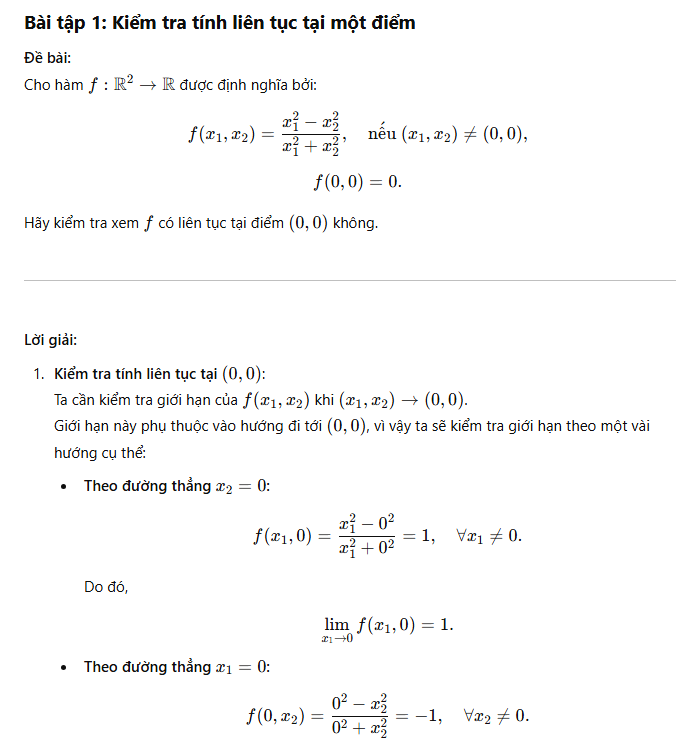 Bài tập 1: Kiểm tra tính liên tục tại một điểm
Đề bài:
Cho hàm f : ℝ² → ℝ được định nghĩa bởi:
f(x₁, x₂) = (x₁² − x₂²)/(x₁² + x₂²), nếu (x₁, x₂) ≠ (0, 0),
f(0, 0) = 0.
Hãy kiểm tra xem f có liên tục tại điểm (0, 0) không.
Lời giải:
1. Kiểm tra tính liên tục tại (0, 0):
Ta cần kiểm tra giới hạn của f(x₁, x₂) khi (x₁, x₂) → (0, 0).
Giới hạn này phụ thuộc vào hướng đi tới (0, 0), vì vậy ta sẽ kiểm tra giới hạn theo một vài
hướng cụ thể:
• Theo đường thẳng x₂ = 0:
f(x₁, 0) = (x₁² − 0²)/(x₁² + 0²) = 1, ∀x₁ ≠ 0.
Do đó,
lim x₁→0 f(x₁, 0) = 1.
• Theo đường thẳng x₁ = 0:
f(0, x₂) = (0² − x₂²)/(0² + x₂²) = −1, ∀x₂ ≠ 0.